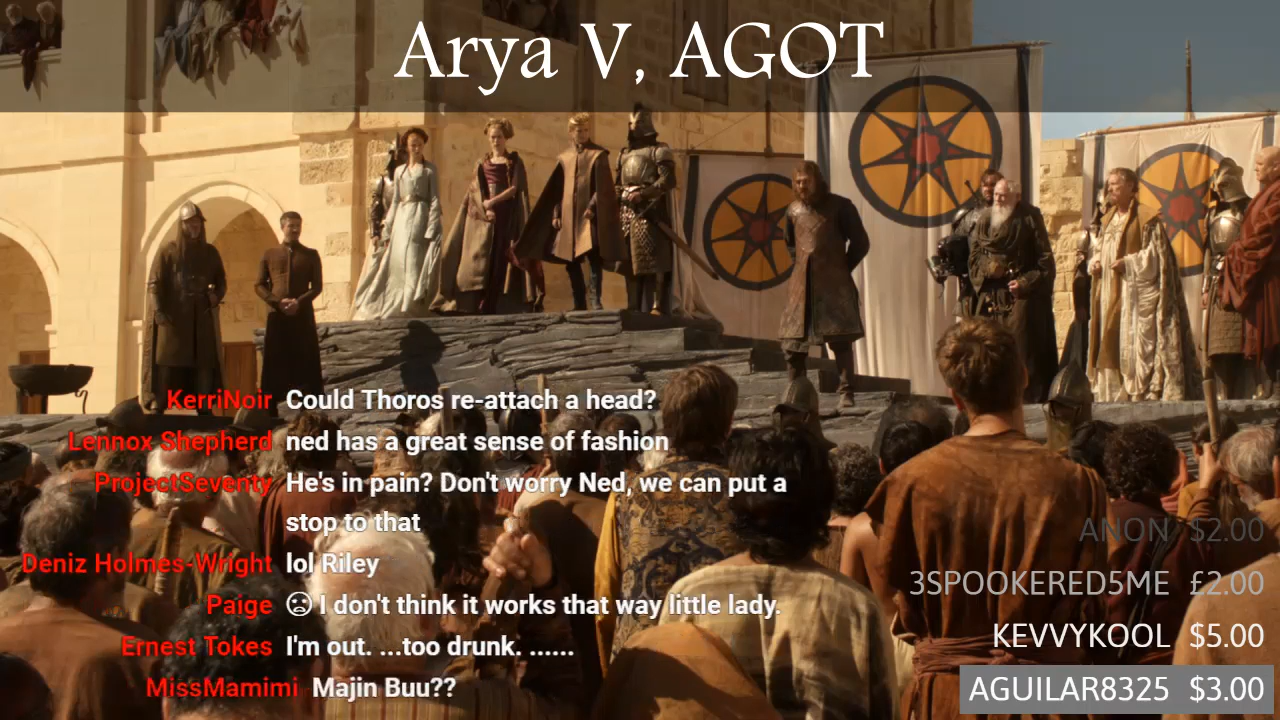 Arya V, AGOT
KerriNoir Could Thoros re-attach a head?
Lennox Shepherd ned has a great sense of fashion
ProjectSeventy He's in pain? Don't worry Ned, we can put a
stop to that
Deniz Holmes-Wright lol Riley
Paige ☹ I don't think it works that way little lady.
Ernest Tokes I'm out. ...too drunk. ......
MissMamimi Majin Buu??
ANON $2.00
3SPOOKERED5ME £2.00
KEVVYKOOL $5.00
AGUILAR8325 $3.00